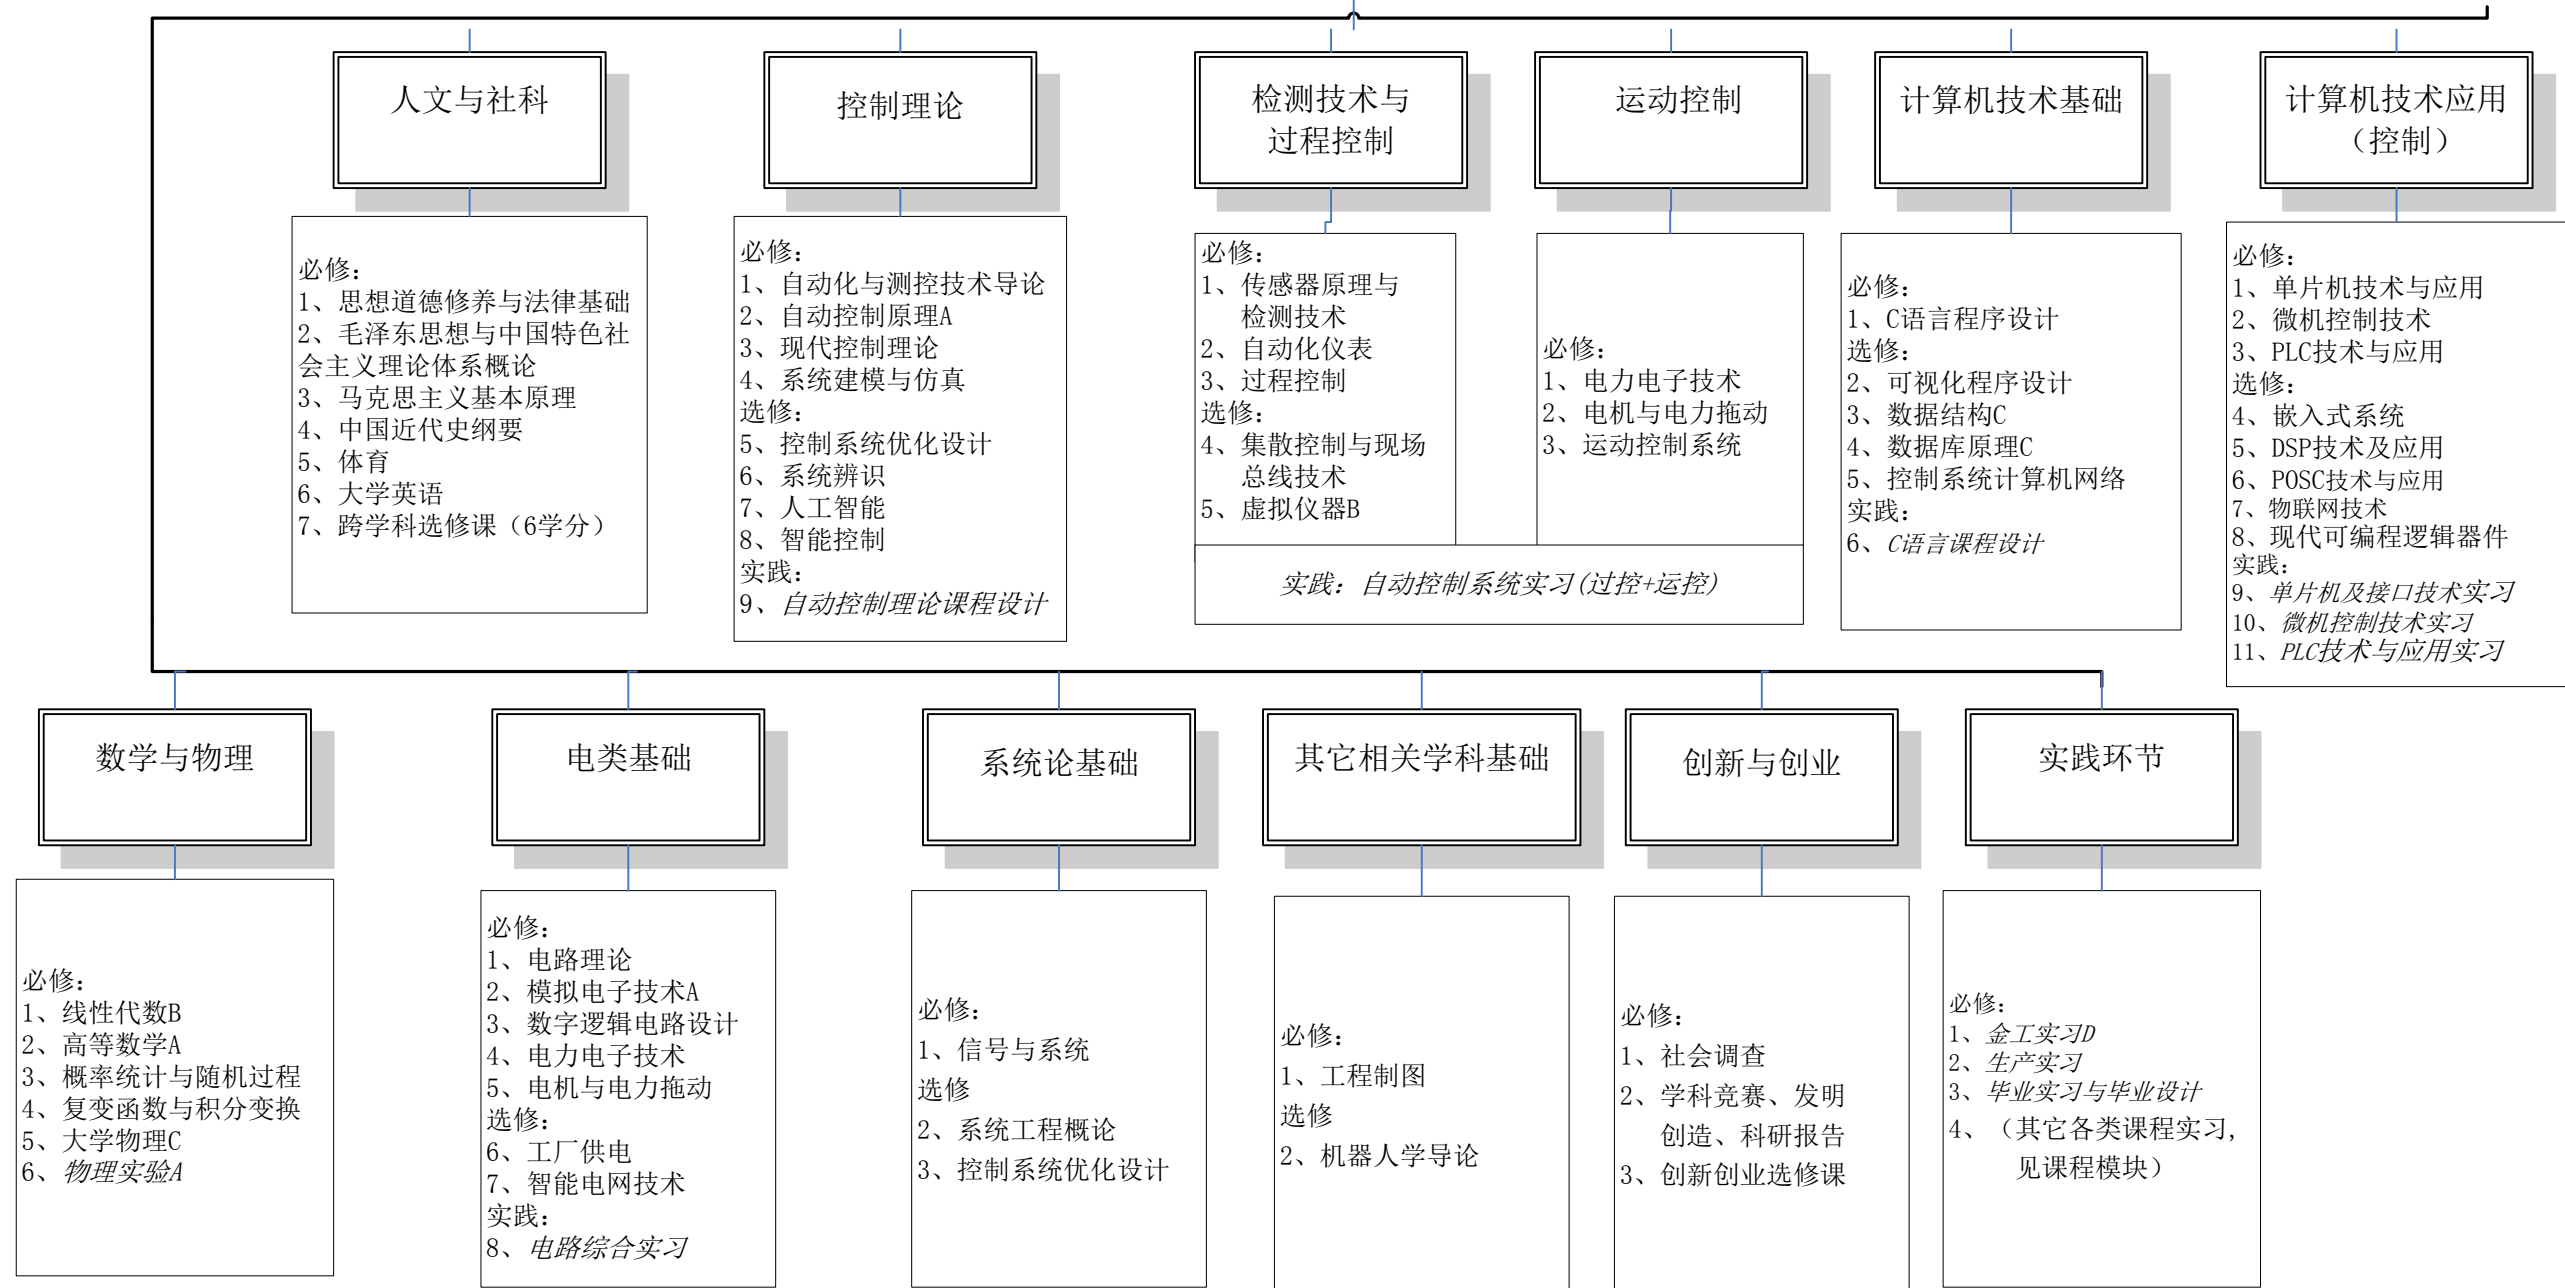 人文与社科
控制理论
检测技术与
过程控制
运动控制
计算机技术基础
计算机技术应用
（控制）
必修：
1、思想道德修养与法律基础
2、毛泽东思想与中国特色社
会主义理论体系概论
3、马克思主义基本原理
4、中国近代史纲要
5、体育
6、大学英语
7、跨学科选修课（6学分）
必修：
1、自动化与测控技术导论
2、自动控制原理A
3、现代控制理论
4、系统建模与仿真
选修：
5、控制系统优化设计
6、系统辨识
7、人工智能
8、智能控制
实践：
9、自动控制理论课程设计
必修：
1、传感器原理与
检测技术
2、自动化仪表
3、过程控制
选修：
4、集散控制与现场
总线技术
5、虚拟仪器B
必修：
1、电力电子技术
2、电机与电力拖动
3、运动控制系统
实践：自动控制系统实习(过控+运控)
必修：
1、C语言程序设计
选修：
2、可视化程序设计
3、数据结构C
4、数据库原理C
5、控制系统计算机网络
实践：
6、C语言课程设计
必修：
1、单片机技术与应用
2、微机控制技术
3、PLC技术与应用
选修：
4、嵌入式系统
5、DSP技术及应用
6、POSC技术与应用
7、物联网技术
8、现代可编程逻辑器件
实践：
9、单片机及接口技术实习
10、微机控制技术实习
11、PLC技术与应用实习
数学与物理
电类基础
系统论基础
其它相关学科基础
创新与创业
实践环节
必修：
1、线性代数B
2、高等数学A
3、概率统计与随机过程
4、复变函数与积分变换
5、大学物理C
6、物理实验A
必修：
1、电路理论
2、模拟电子技术A
3、数字逻辑电路设计
4、电力电子技术
5、电机与电力拖动
选修：
6、工厂供电
7、智能电网技术
实践：
8、电路综合实习
必修：
1、信号与系统
选修
2、系统工程概论
3、控制系统优化设计
必修：
1、工程制图
选修
2、机器人学导论
必修：
1、社会调查
2、学科竞赛、发明
创造、科研报告
3、创新创业选修课
必修：
1、金工实习D
2、生产实习
3、毕业实习与毕业设计
4、（其它各类课程实习,
见课程模块）